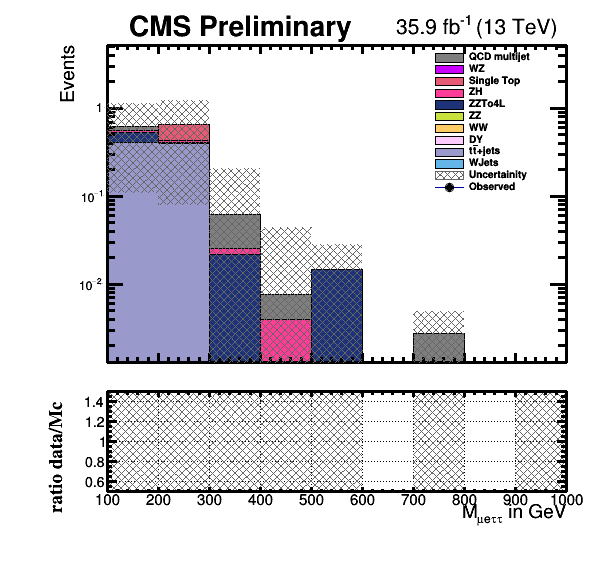 CMS Preliminary 35.9 fb⁻¹ (13 TeV)
Events
QCD multijet
WZ
Single Top
ZH
ZZTo4L
ZZ
WW
DY
tt̄+jets
WJets
Uncertainity
Observed
1
10⁻¹
10⁻²
ratio data/Mc
1.4
1.2
1
0.8
0.6
100 200 300 400 500 600 700 800 900 1000
M_μeττ in GeV